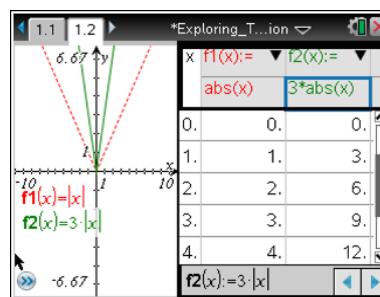 1.1 1.2 *Exploring_T...ion
6.67 y
1
x
-10 1 10
f1(x)=|x|
f2(x)=3·|x|
-6.67
x f1(x):= f2(x):=
abs(x) 3*abs(x)
0. 0. 0.
1. 1. 3.
2. 2. 6.
3. 3. 9.
4. 4. 12.
f2(x):=3·|x|